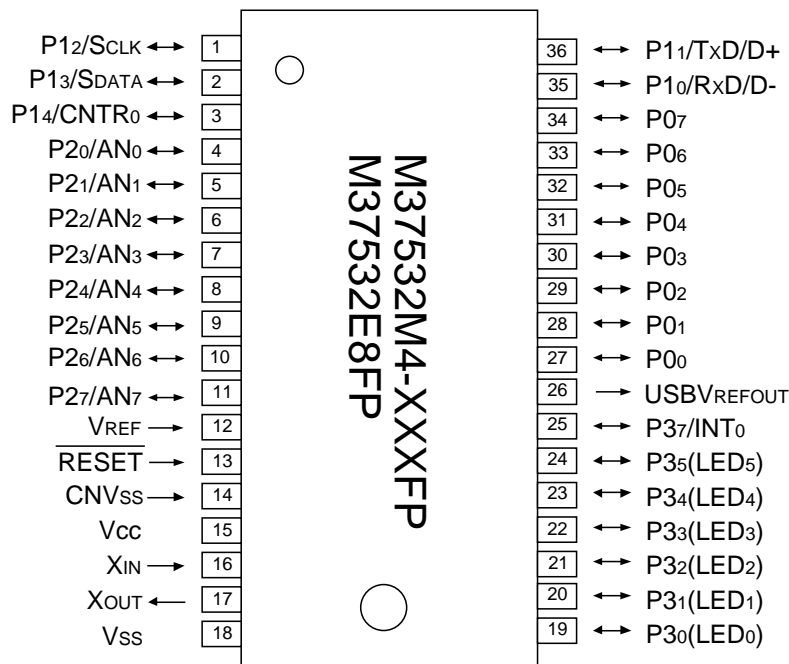 P12/SCLK 1
P13/SDATA 2
P14/CNTR0 3
P20/AN0 4
P21/AN1 5
P22/AN2 6
P23/AN3 7
P24/AN4 8
P25/AN5 9
P26/AN6 10
P27/AN7 11
VREF 12
RESET 13
CNVSS 14
Vcc 15
XIN 16
XOUT 17
VSS 18
M37532M4-XXXFP
M37532E8FP
36 P11/TxD/D+
35 P10/RxD/D-
34 P07
33 P06
32 P05
31 P04
30 P03
29 P02
28 P01
27 P00
26 USBVREFOUT
25 P37/INT0
24 P35(LED5)
23 P34(LED4)
22 P33(LED3)
21 P32(LED2)
20 P31(LED1)
19 P30(LED0)